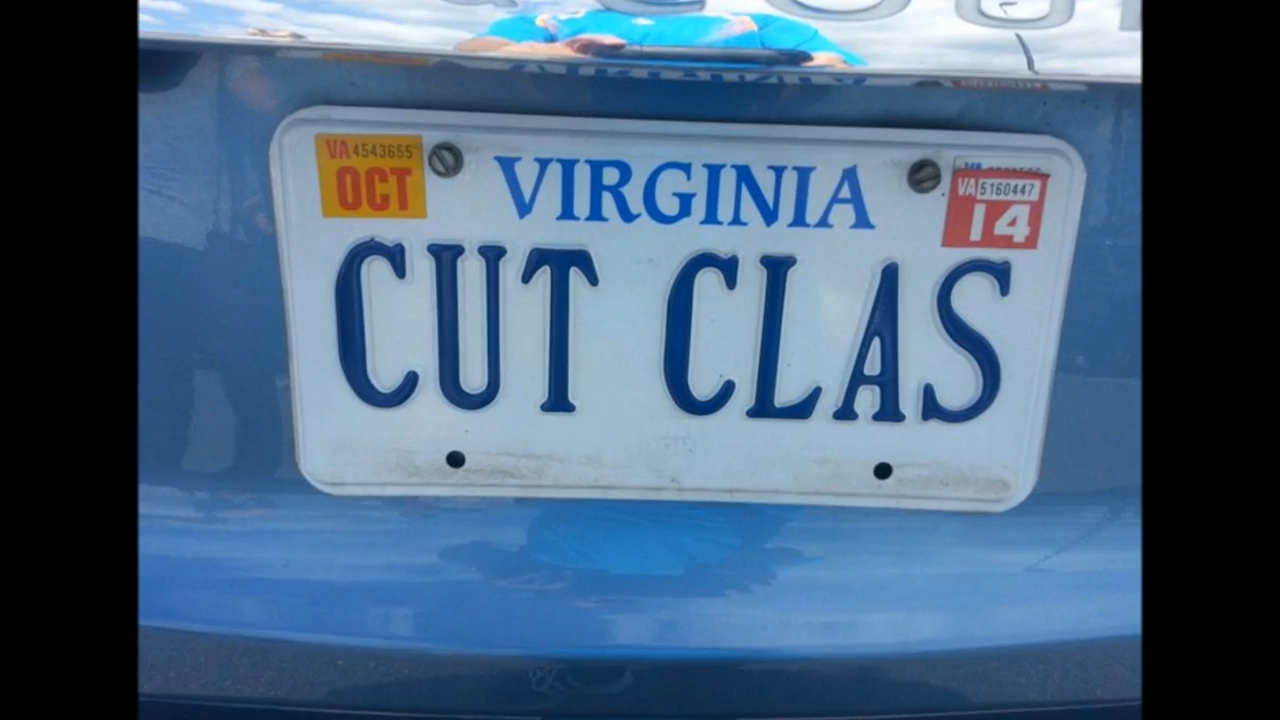 VA 4543655
OCT
VIRGINIA
VA 5160447
14
CUT CLAS